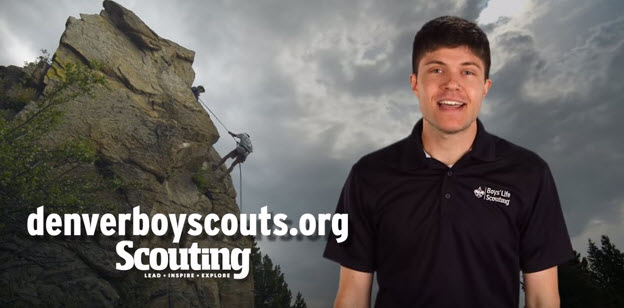 denverboyscouts.org
Scouting
LEAD • INSPIRE • EXPLORE
Boys' Life
Scouting